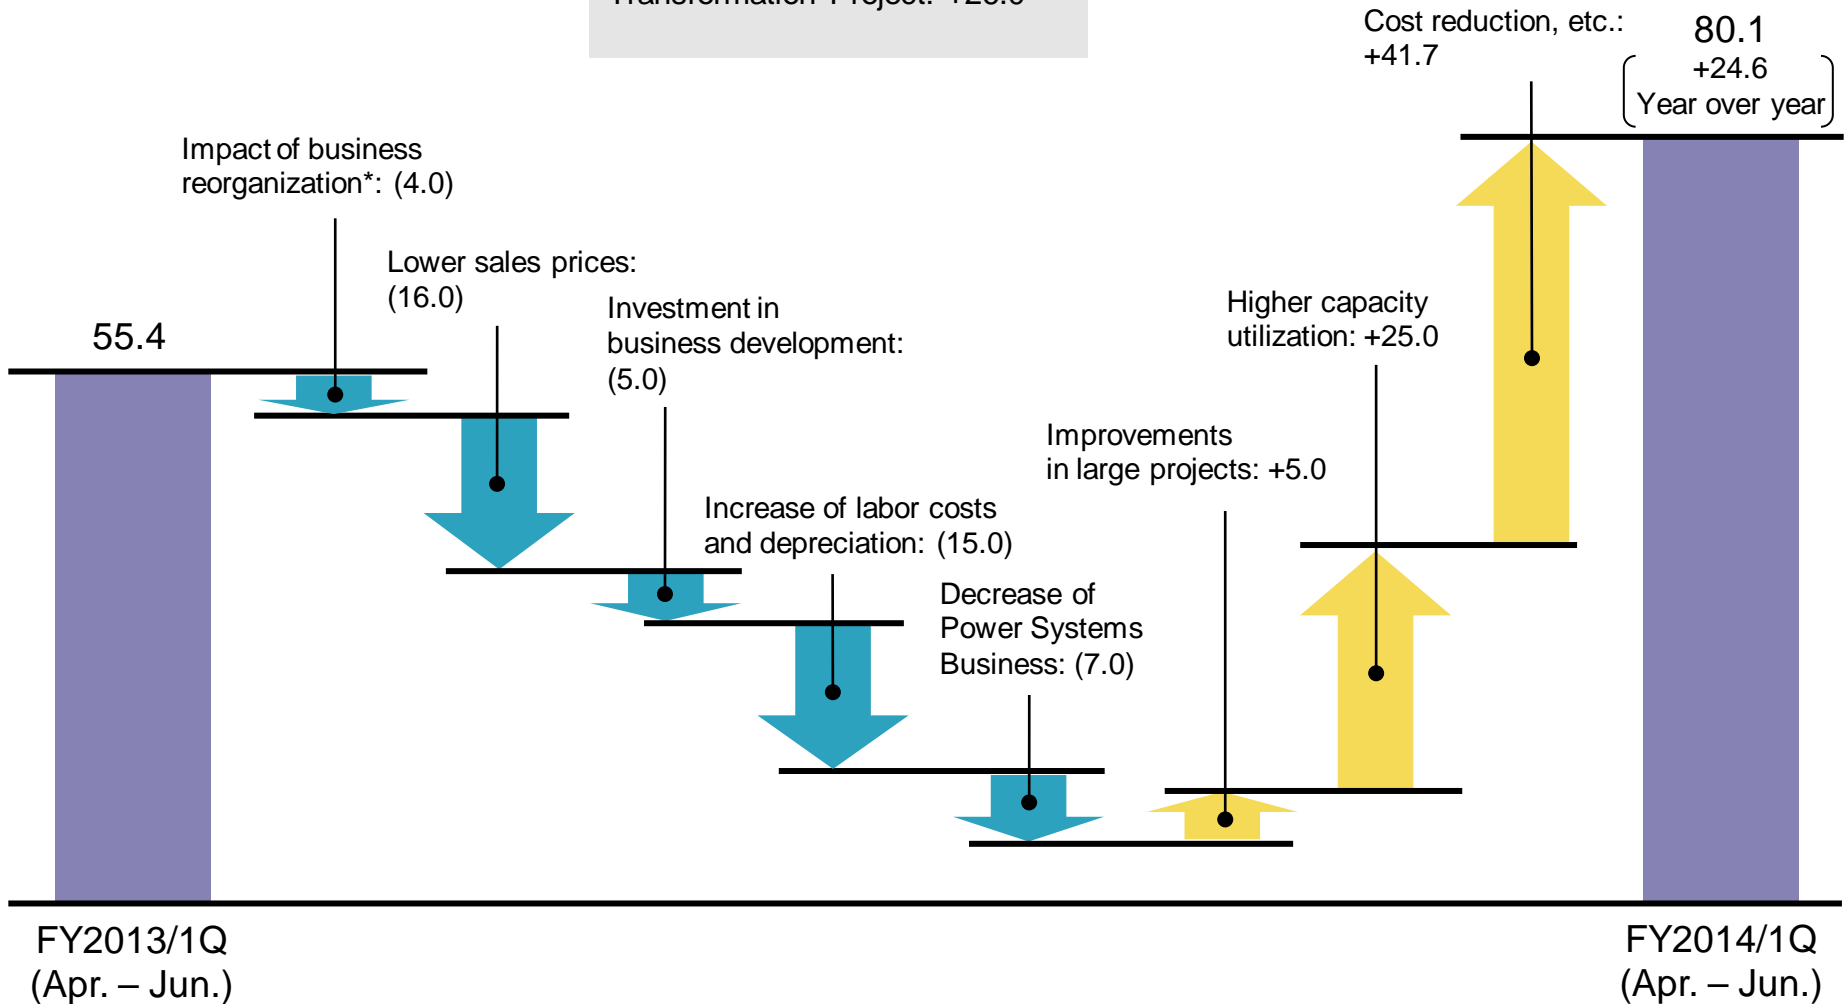 Cost reduction, etc.:
+41.7
80.1
+24.6
Year over year
Impact of business
reorganization*: (4.0)
Lower sales prices:
(16.0)
Investment in
business development:
(5.0)
Higher capacity
utilization: +25.0
55.4
Improvements
in large projects: +5.0
Increase of labor costs
and depreciation: (15.0)
Decrease of
Power Systems
Business: (7.0)
FY2013/1Q
(Apr. – Jun.)
FY2014/1Q
(Apr. – Jun.)